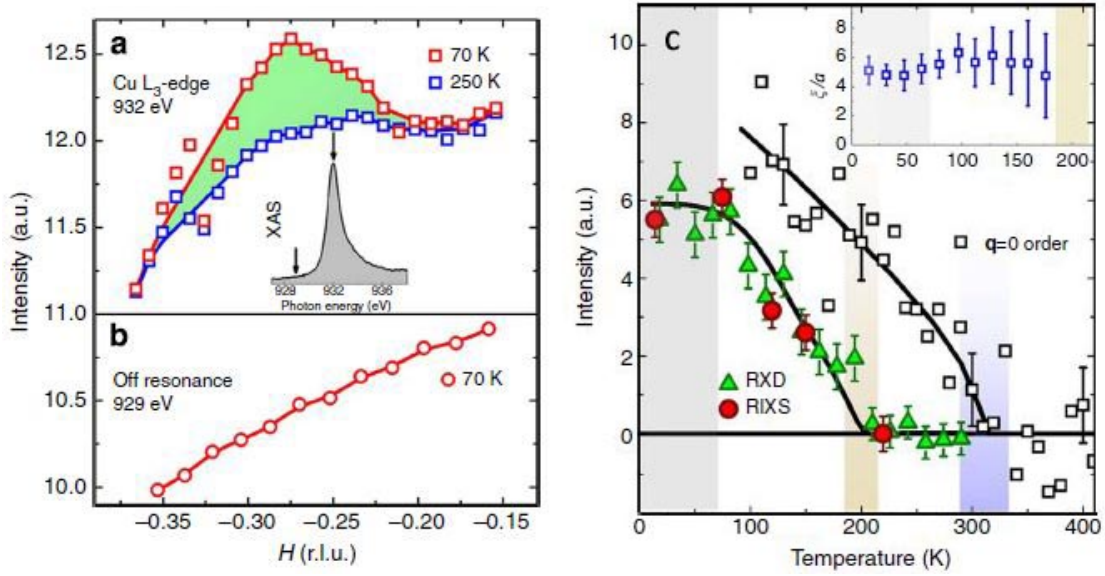 a
Cu L3-edge
932 eV
70 K
250 K
12.5
12.0
11.5
11.0
XAS
928 932 936
Photon energy (eV)
b
Off resonance
929 eV
70 K
10.5
10.0
Intensity (a.u.)
−0.35 −0.30 −0.25 −0.20 −0.15
H (r.l.u.)
c
10
8
6
4
2
0
Intensity (a.u.)
8
6
4
2
0
ξ/a
0 50 100 150 200
q=0 order
RXD
RIXS
0 100 200 300 400
Temperature (K)